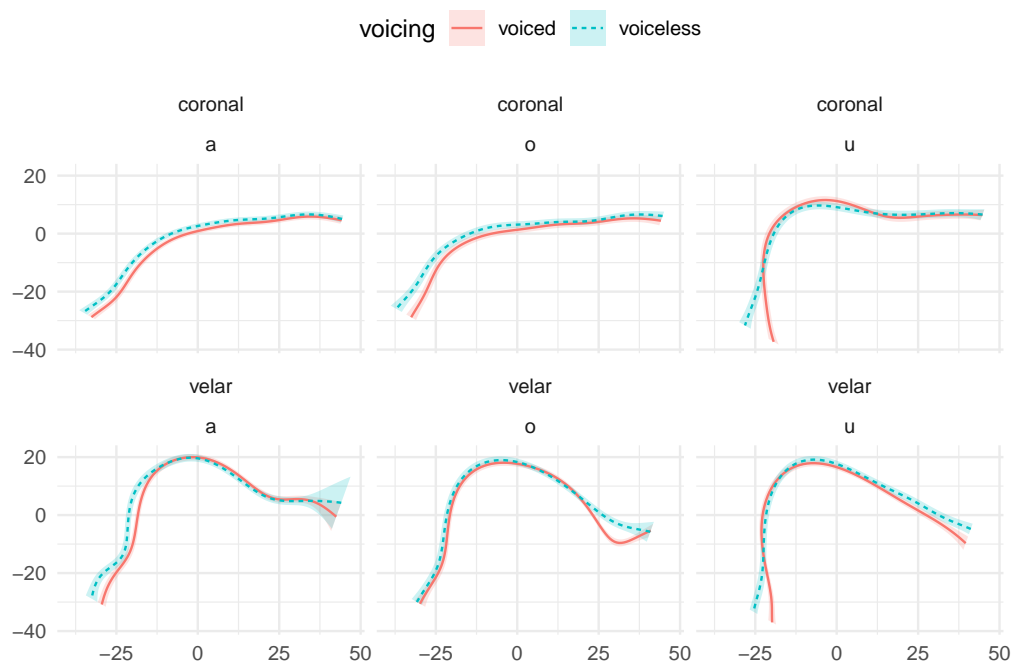 voicing voiced voiceless
coronal coronal coronal
a o u
20
0
−20
−40
velar velar velar
a o u
20
0
−20
−40
−25 0 25 50 −25 0 25 50 −25 0 25 50